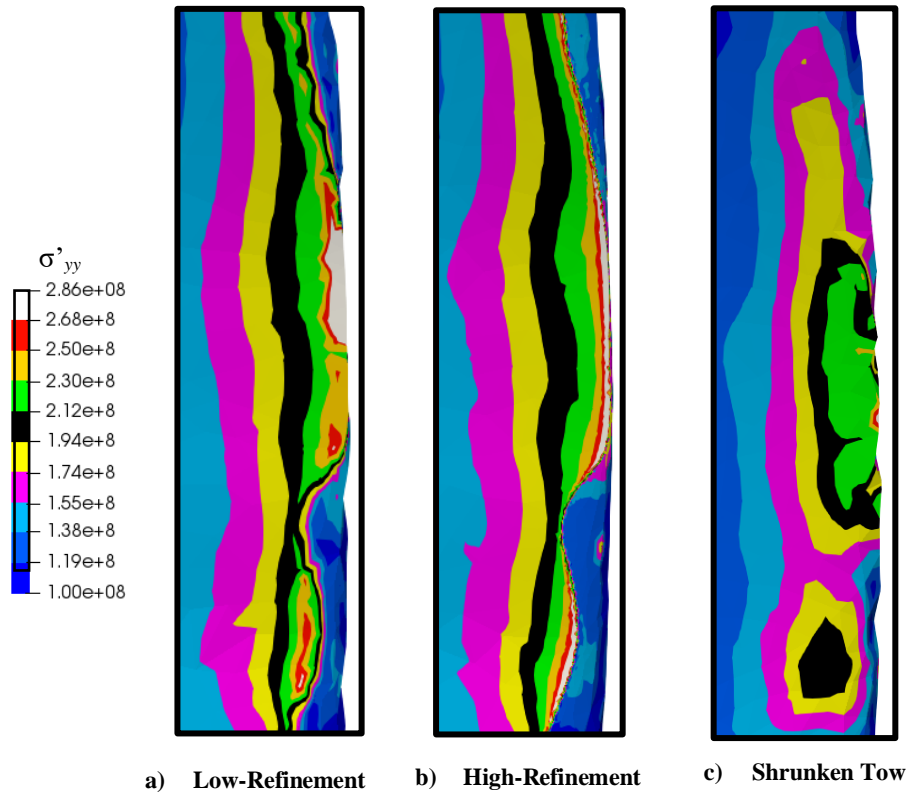 σ'yy
2.86e+08
2.68e+8
2.50e+8
2.30e+8
2.12e+8
1.94e+8
1.74e+8
1.55e+8
1.38e+8
1.19e+8
1.00e+08
a) Low-Refinement
b) High-Refinement
c) Shrunken Tow